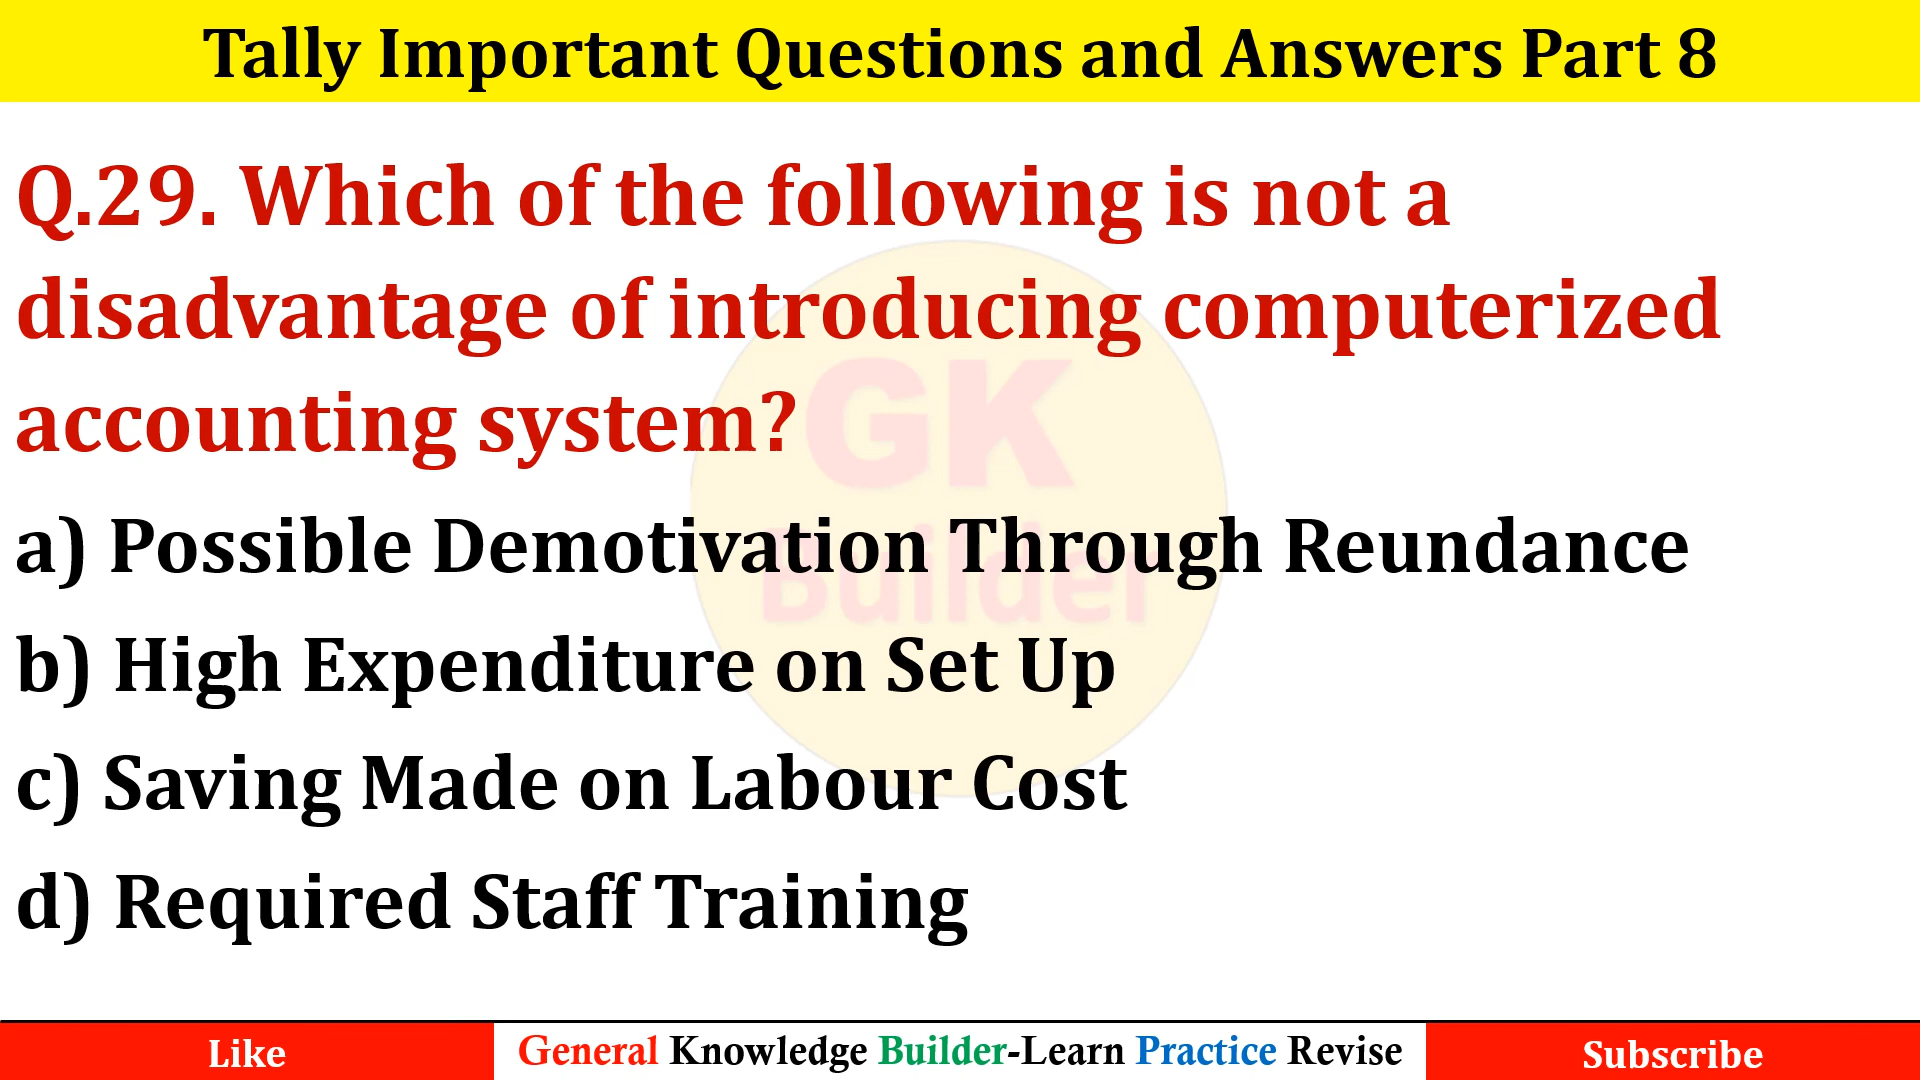 Tally Important Questions and Answers Part 8
Q.29. Which of the following is not a
disadvantage of introducing computerized
accounting system?
GK
Builder
a) Possible Demotivation Through Reundance
b) High Expenditure on Set Up
c) Saving Made on Labour Cost
d) Required Staff Training
Like
General Knowledge Builder-Learn Practice Revise
Subscribe